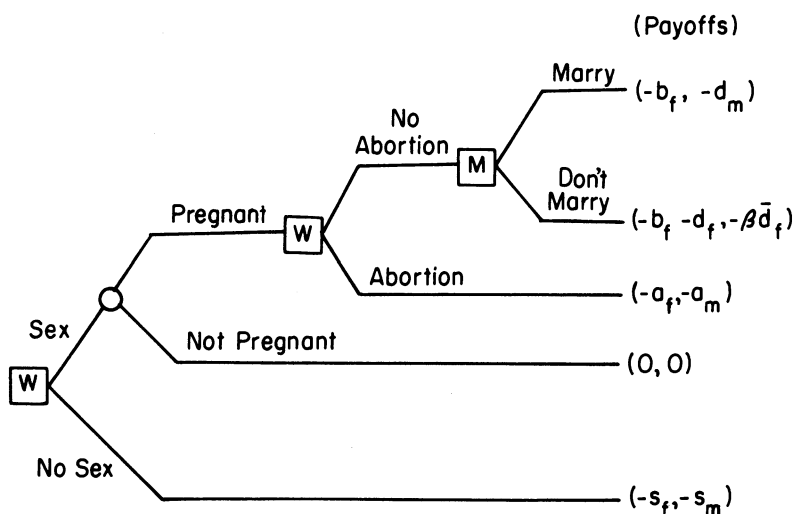 (Payoffs)
Marry
(-b_f, -d_m)
No
Abortion
M
Don't
Marry
(-b_f -d_f, -βd̄_f)
Pregnant
W
Abortion
(-a_f, -a_m)
Sex
Not Pregnant
(0, 0)
W
No Sex
(-s_f, -s_m)